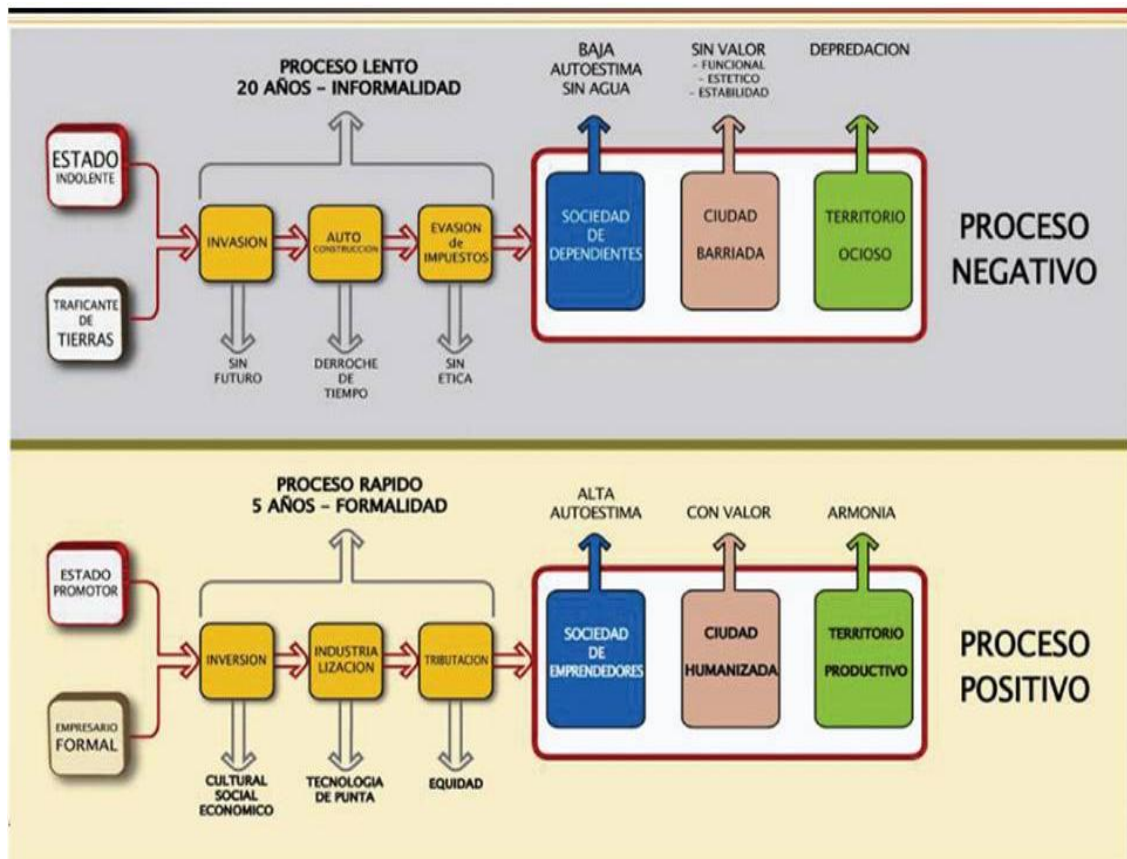 PROCESO LENTO
20 AÑOS - INFORMALIDAD
BAJA
AUTOESTIMA
SIN AGUA
SIN VALOR
- FUNCIONAL
- ESTETICO
- ESTABILIDAD
DEPREDACION
ESTADO
INDOLENTE
TRAFICANTE
DE
TIERRAS
INVASION
AUTO
CONSTRUCCION
EVASION
de
IMPUESTOS
SOCIEDAD
DE
DEPENDIENTES
CIUDAD
BARRIADA
TERRITORIO
OCIOSO
PROCESO
NEGATIVO
SIN
FUTURO
DERROCHE
DE
TIEMPO
SIN
ETICA
PROCESO RAPIDO
5 AÑOS - FORMALIDAD
ALTA
AUTOESTIMA
CON VALOR
ARMONIA
ESTADO
PROMOTOR
EMPRESARIO
FORMAL
INVERSION
INDUSTRIA
LIZACION
TRIBUTACION
SOCIEDAD
DE
EMPRENDEDORES
CIUDAD
HUMANIZADA
TERRITORIO
PRODUCTIVO
PROCESO
POSITIVO
CULTURAL
SOCIAL
ECONOMICO
TECNOLOGIA
DE PUNTA
EQUIDAD